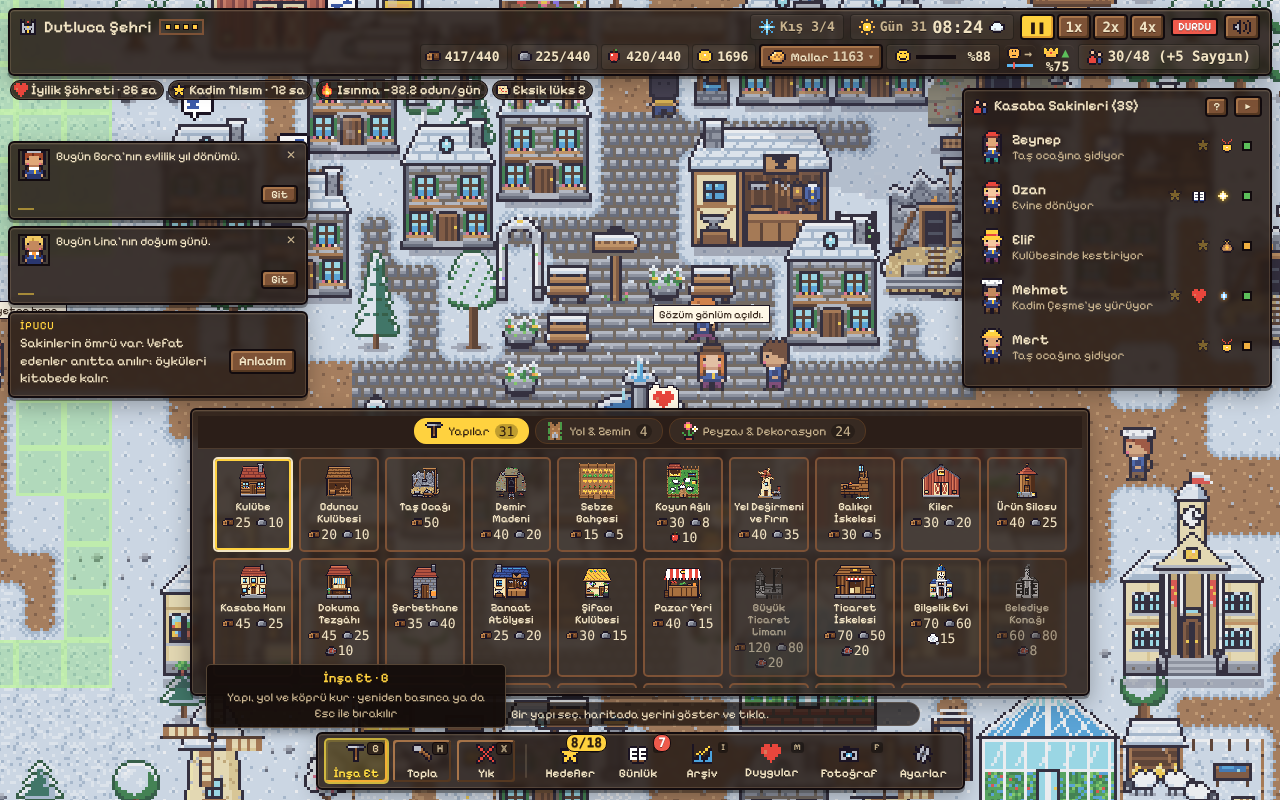 Dutluca Şehri
Kış 3/4
Gün 31 08:24
1x
2x
4x
DURDU
417/440
225/440
420/440
1696
Mallar 1163
%88
%75
30/48 (+5 Saygın)
İyilik Şöhreti · 26 sa
Kadim Tılsım · 72 sa
Isınma -38.8 odun/gün
Eksik lüks 2
Bugün Bora'nın evlilik yıl dönümü.
Git
Bugün Lina'nın doğum günü.
Git
İPUCU
Sakinlerin ömrü var. Vefat
edenler anıtta anılır; öyküleri
kitabede kalır.
Anladım
Gözüm gönlüm açıldı.
Kasaba Sakinleri (38)
?
Zeynep
Taş ocağına gidiyor
Ozan
Evine dönüyor
Elif
Kulübesinde kestiriyor
Mehmet
Kadim Çeşme'ye yürüyor
Mert
Taş ocağına gidiyor
Yapılar 31
Yol & Zemin 4
Peyzaj & Dekorasyon 24
Kulübe
25 10
Oduncu
Kulübesi
20 10
Taş Ocağı
50
Demir
Madeni
40 20
Sebze
Bahçesi
15 5
Koyun Ağılı
30 8
10
Yel Değirmeni
ve Fırın
40 35
Balıkçı
İskelesi
30 5
Kiler
30 20
Ürün Silosu
40 25
Kasaba Hanı
45 25
Dokuma
Tezgâhı
45 25
10
Şerbethane
35 40
Zanaat
Atölyesi
25 20
Şifacı
Kulübesi
30 15
Pazar Yeri
40 15
Büyük
Ticaret
Limanı
120 80
20
Ticaret
İskelesi
70 50
20
Bilgelik Evi
70 60
15
Belediye
Konağı
60 80
8
İnşa Et · B
Yapı, yol ve köprü kur · yeniden basınca ya da
Esc ile bırakılır
Bir yapı seç, haritada yerini göster ve tıkla.
B
İnşa Et
H
Topla
X
Yık
8/18
Hedefler
7
Günlük
I
Arşiv
M
Duygular
F
Fotoğraf
Ayarlar